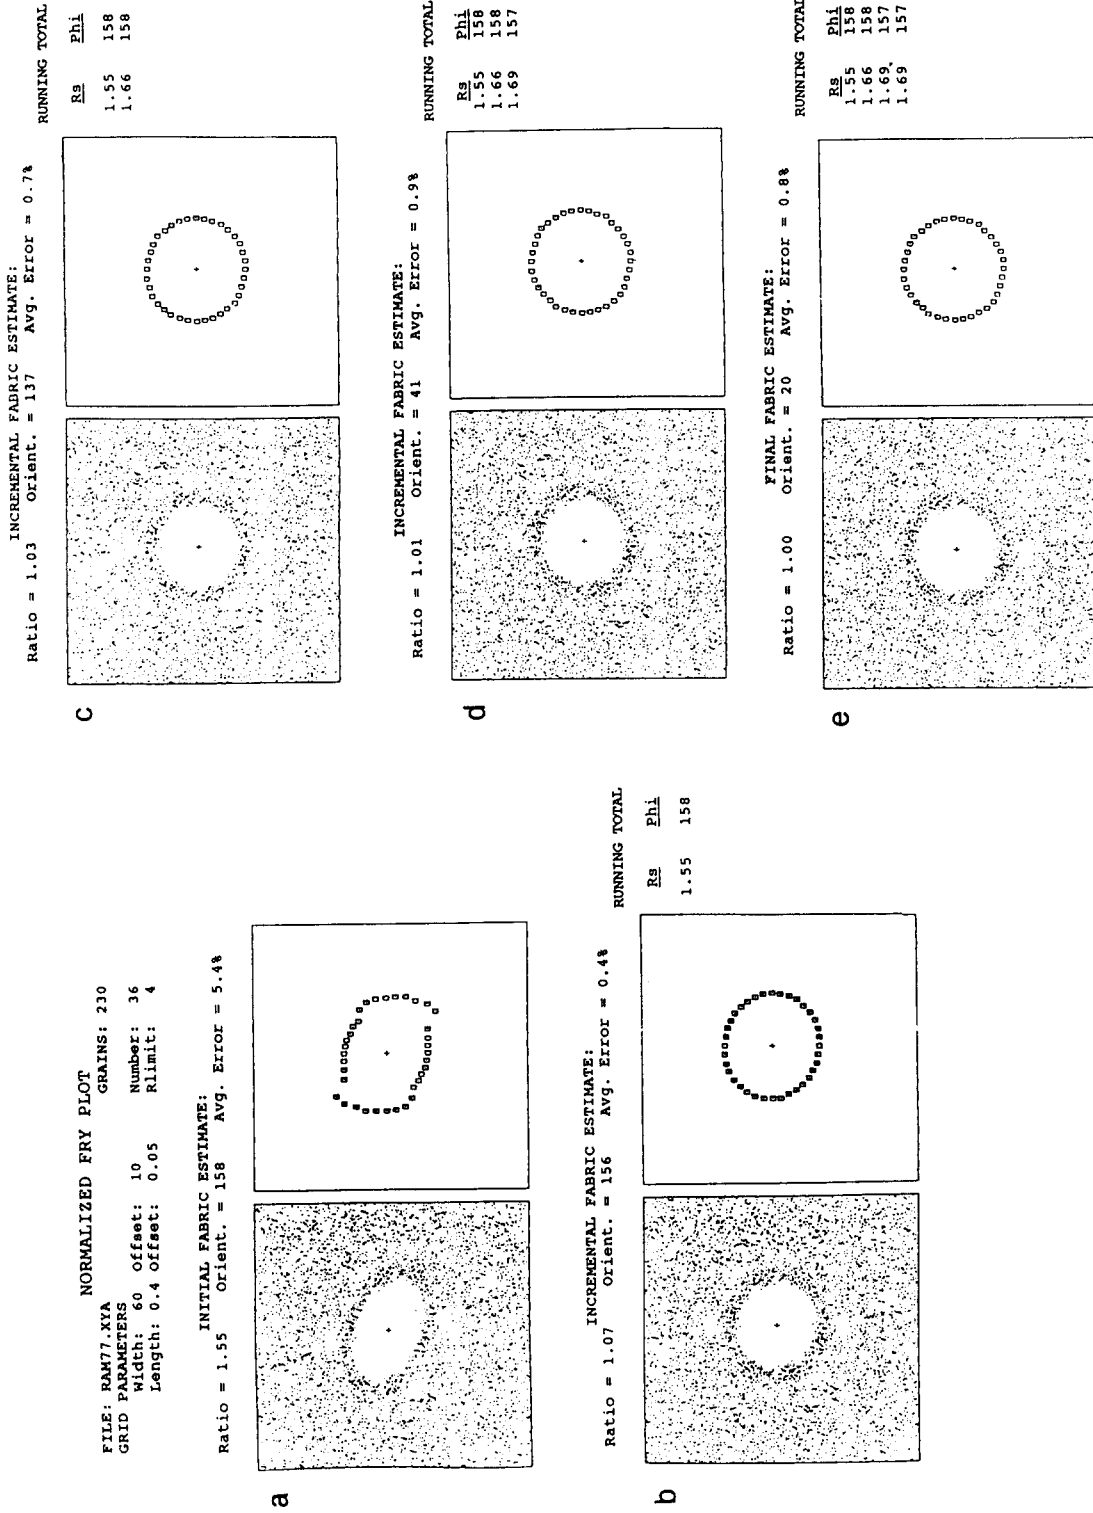 NORMALIZED FRY PLOT
FILE: RAM77.XYA GRAINS: 230
GRID PARAMETERS
Width: 60 Offset: 10 Number: 36
Length: 0.4 Offset: 0.05 Rlimit: 4
a
INITIAL FABRIC ESTIMATE:
Ratio = 1.55 Orient. = 158 Avg. Error = 5.4%
b
INCREMENTAL FABRIC ESTIMATE:
Ratio = 1.07 Orient. = 156 Avg. Error = 0.4%
RUNNING TOTAL
Rs Phi
1.55 158
c
INCREMENTAL FABRIC ESTIMATE:
Ratio = 1.03 Orient. = 137 Avg. Error = 0.7%
RUNNING TOTAL
Rs Phi
1.55 158
1.66 158
d
INCREMENTAL FABRIC ESTIMATE:
Ratio = 1.01 Orient. = 41 Avg. Error = 0.9%
RUNNING TOTAL
Rs Phi
1.55 158
1.66 158
1.69 157
e
FINAL FABRIC ESTIMATE:
Ratio = 1.00 Orient. = 20 Avg. Error = 0.8%
RUNNING TOTAL
Rs Phi
1.55 158
1.66 158
1.69 157
1.69 157